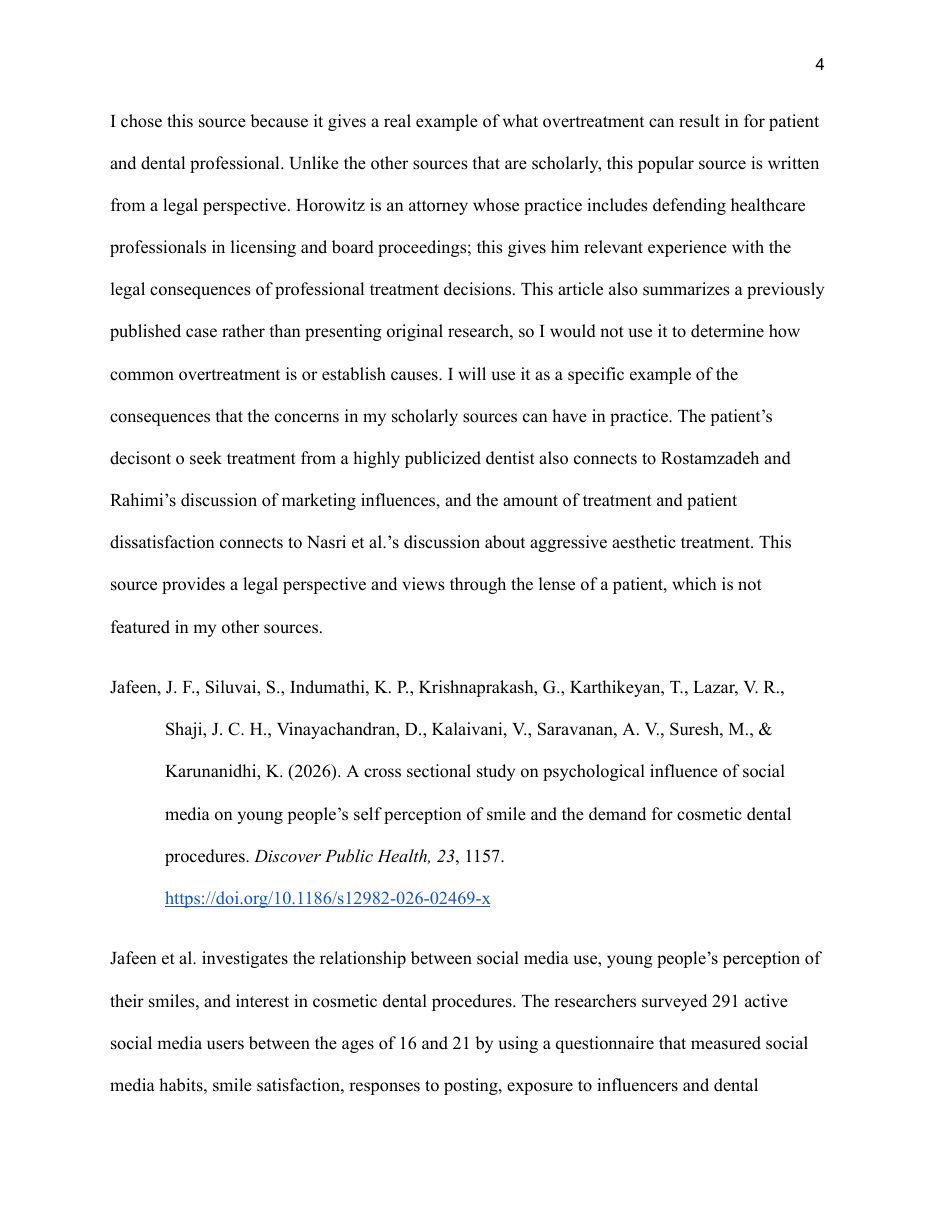 4
I chose this source because it gives a real example of what overtreatment can result in for patient
and dental professional. Unlike the other sources that are scholarly, this popular source is written
from a legal perspective. Horowitz is an attorney whose practice includes defending healthcare
professionals in licensing and board proceedings; this gives him relevant experience with the
legal consequences of professional treatment decisions. This article also summarizes a previously
published case rather than presenting original research, so I would not use it to determine how
common overtreatment is or establish causes. I will use it as a specific example of the
consequences that the concerns in my scholarly sources can have in practice. The patient’s
decisont o seek treatment from a highly publicized dentist also connects to Rostamzadeh and
Rahimi’s discussion of marketing influences, and the amount of treatment and patient
dissatisfaction connects to Nasri et al.’s discussion about aggressive aesthetic treatment. This
source provides a legal perspective and views through the lense of a patient, which is not
featured in my other sources.
Jafeen, J. F., Siluvai, S., Indumathi, K. P., Krishnaprakash, G., Karthikeyan, T., Lazar, V. R.,
Shaji, J. C. H., Vinayachandran, D., Kalaivani, V., Saravanan, A. V., Suresh, M., &
Karunanidhi, K. (2026). A cross sectional study on psychological influence of social
media on young people’s self perception of smile and the demand for cosmetic dental
procedures. Discover Public Health, 23, 1157.
https://doi.org/10.1186/s12982-026-02469-x
Jafeen et al. investigates the relationship between social media use, young people’s perception of
their smiles, and interest in cosmetic dental procedures. The researchers surveyed 291 active
social media users between the ages of 16 and 21 by using a questionnaire that measured social
media habits, smile satisfaction, responses to posting, exposure to influencers and dental